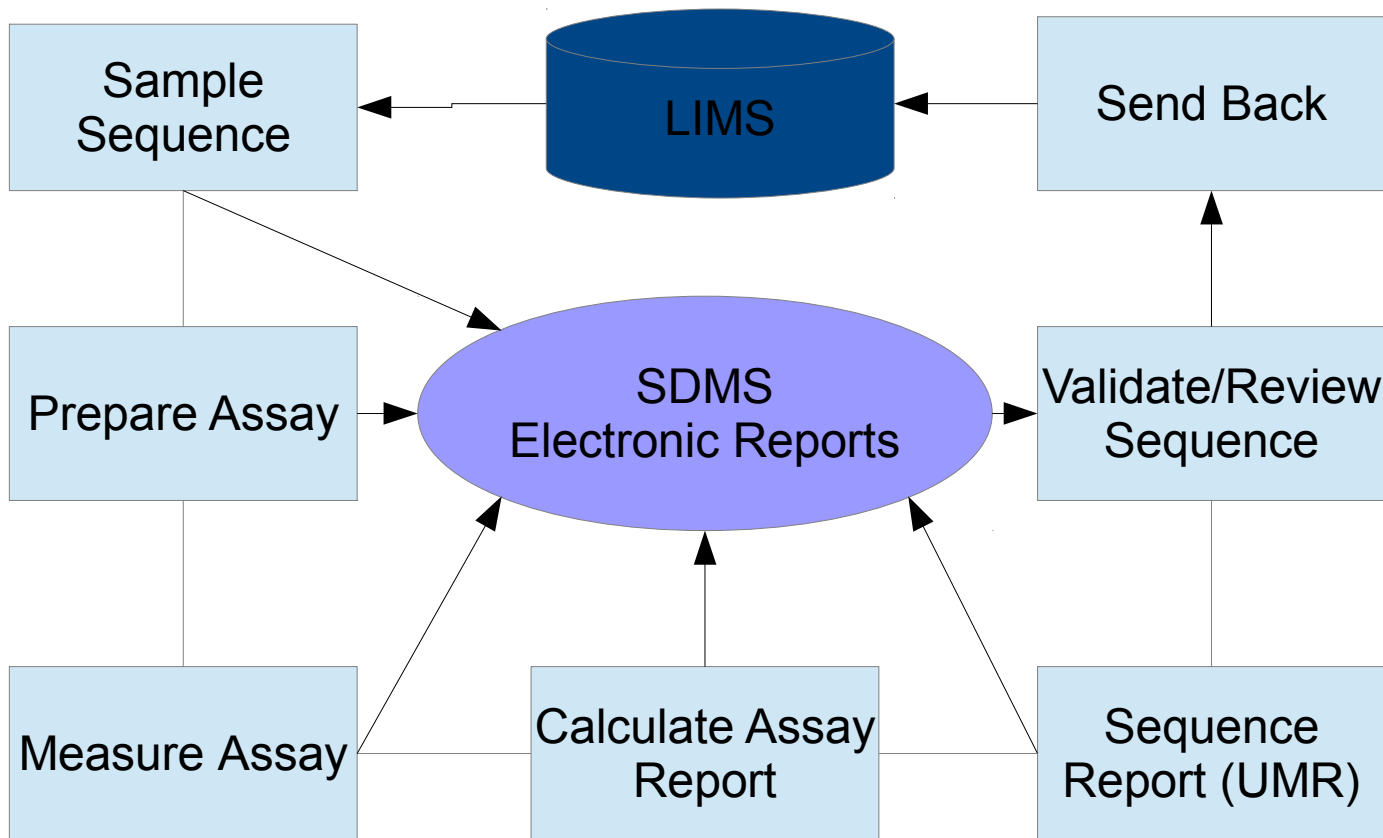 Sample
Sequence
LIMS
Send Back
Prepare Assay
SDMS
Electronic Reports
Validate/Review
Sequence
Measure Assay
Calculate Assay
Report
Sequence
Report (UMR)